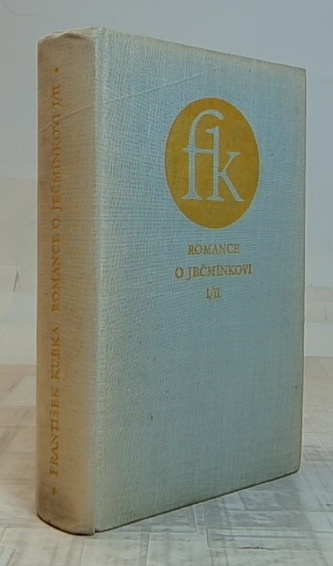 FRANTIŠEK KUBKA ROMANCE O JEČMÍNKOVI I/II
fk
ROMANCE
O JEČMÍNKOVI
I/II